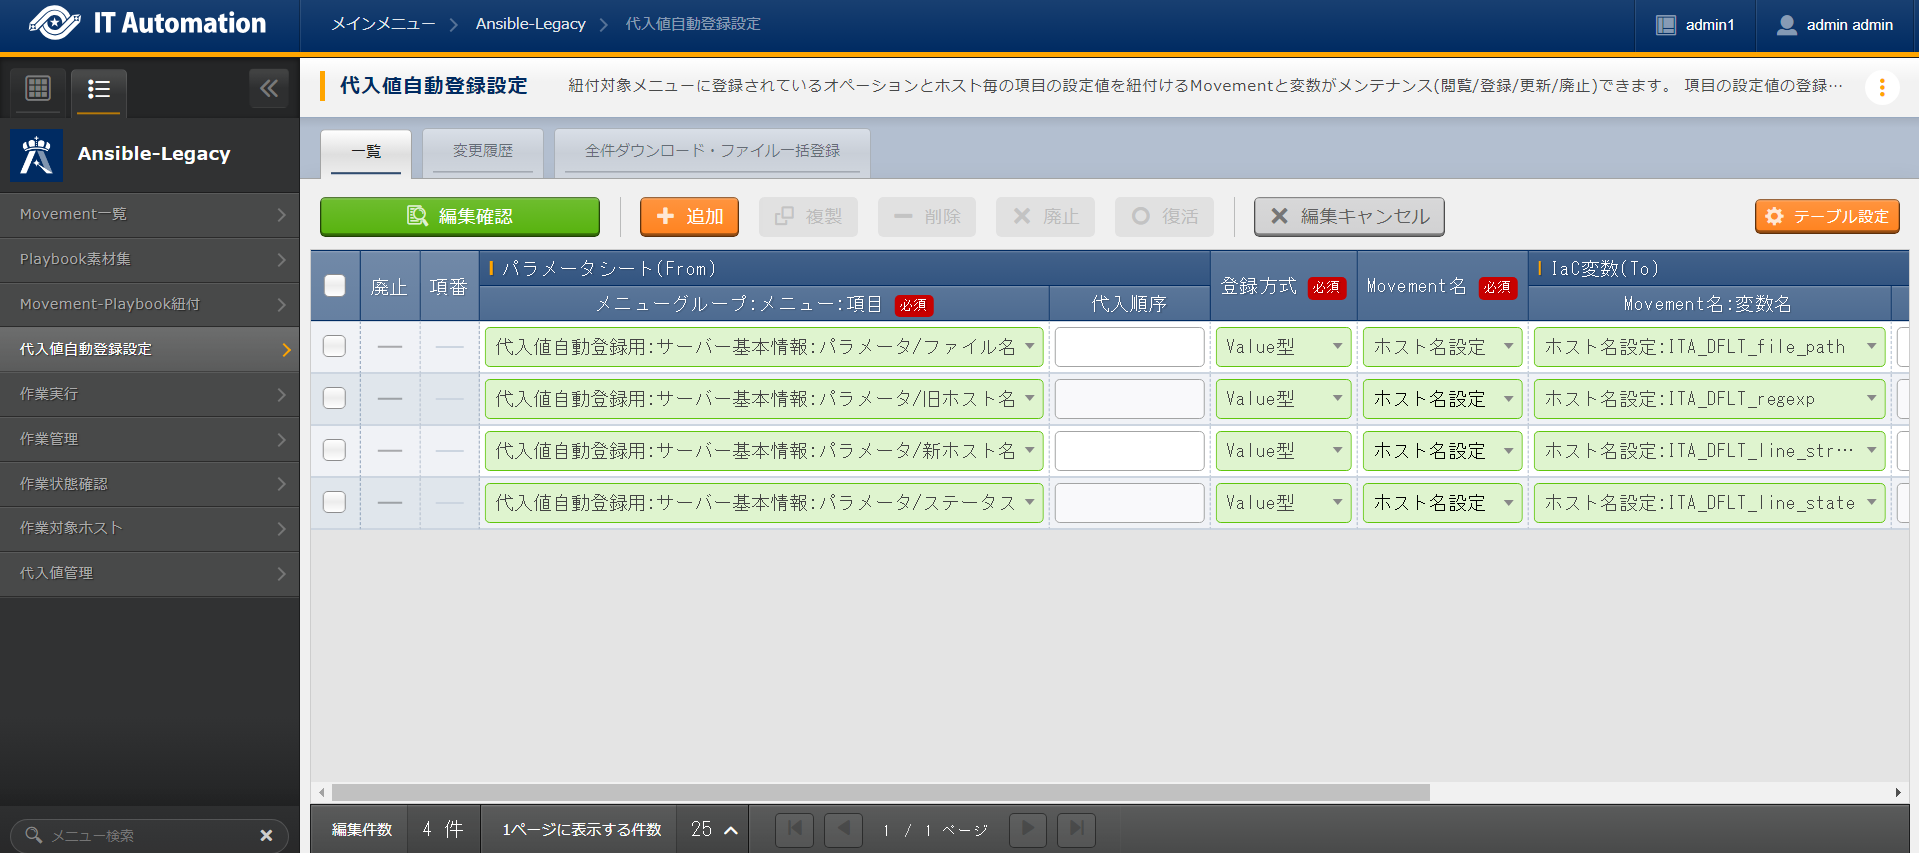 IT Automation
メインメニュー
Ansible-Legacy
代入値自動登録設定
admin1
admin admin
Ansible-Legacy
Movement一覧
Playbook素材集
Movement-Playbook紐付
代入値自動登録設定
作業実行
作業管理
作業状態確認
作業対象ホスト
代入値管理
メニュー検索
代入値自動登録設定
紐付対象メニューに登録されているオペーションとホスト毎の項目の設定値を紐付けるMovementと変数がメンテナンス(閲覧/登録/更新/廃止)できます。 項目の設定値の登録…
一覧
変更履歴
全件ダウンロード・ファイル一括登録
編集確認
追加
複製
削除
廃止
復活
編集キャンセル
テーブル設定
廃止
項番
パラメータシート(From)
メニューグループ:メニュー:項目 必須
代入順序
登録方式 必須
Movement名 必須
IaC変数(To)
Movement名:変数名
代入値自動登録用:サーバー基本情報:パラメータ/ファイル名 Value型 ホスト名設定 ホスト名設定:ITA_DFLT_file_path
代入値自動登録用:サーバー基本情報:パラメータ/旧ホスト名 Value型 ホスト名設定 ホスト名設定:ITA_DFLT_regexp
代入値自動登録用:サーバー基本情報:パラメータ/新ホスト名 Value型 ホスト名設定 ホスト名設定:ITA_DFLT_line_str…
代入値自動登録用:サーバー基本情報:パラメータ/ステータス Value型 ホスト名設定 ホスト名設定:ITA_DFLT_line_state
編集件数 4 件 1ページに表示する件数 25 1 / 1 ページ